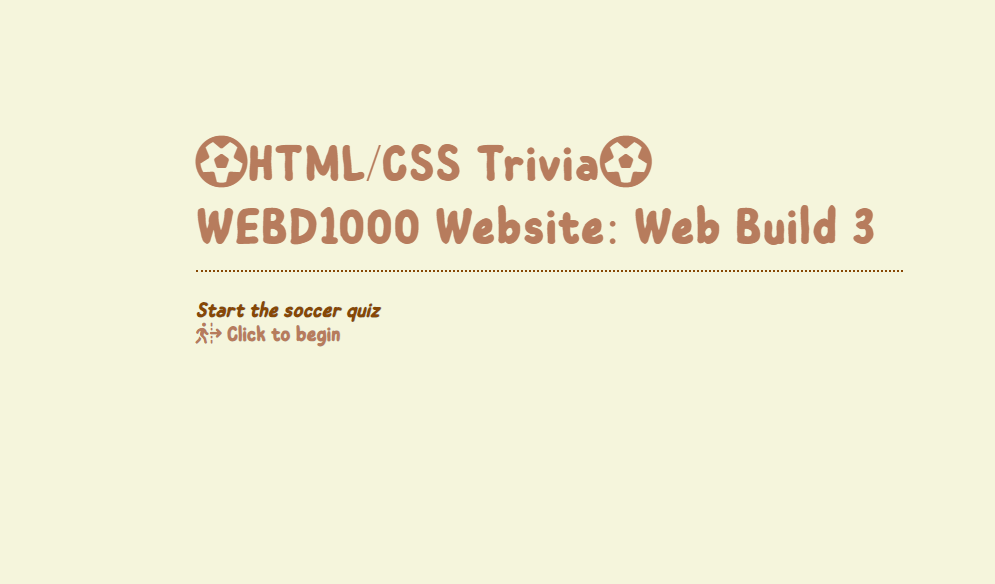 HTML/CSS Trivia
WEBD1000 Website: Web Build 3
Start the soccer quiz
Click to begin